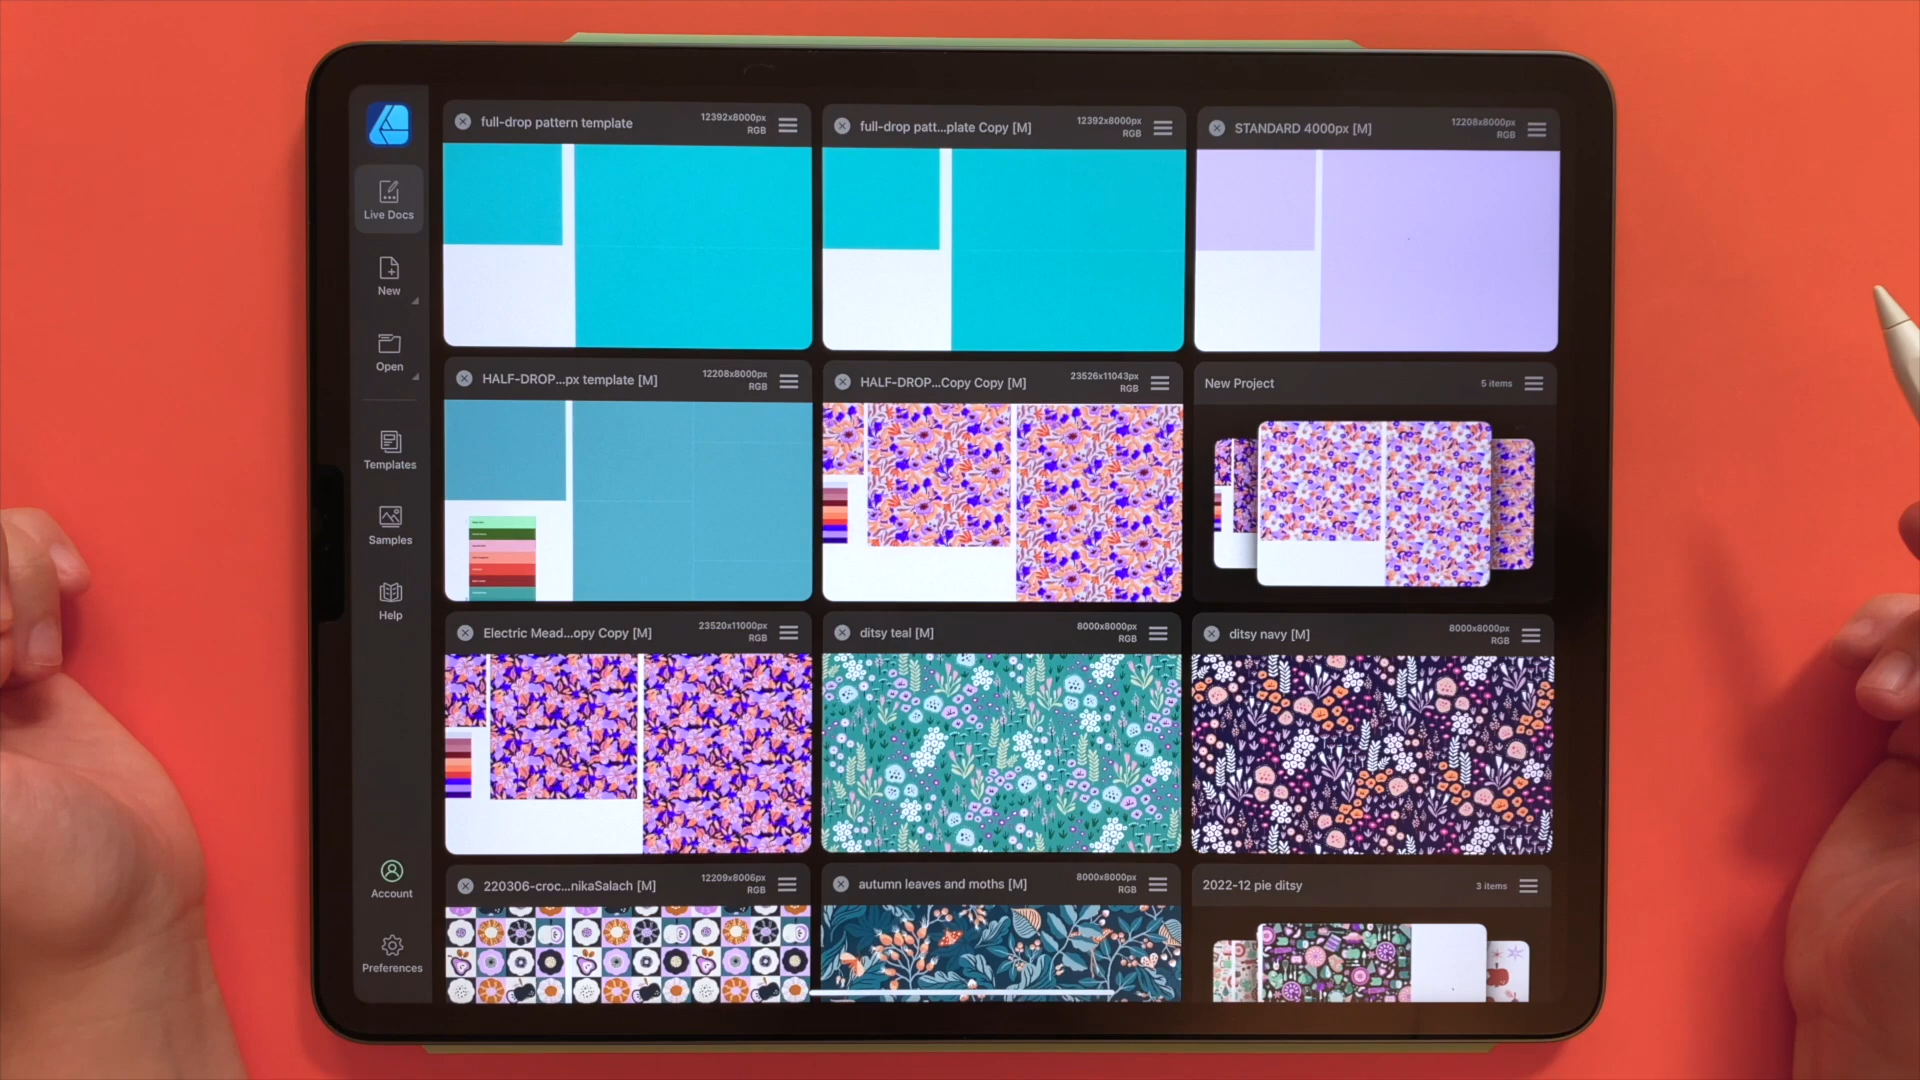 Live Docs
New
Open
Templates
Samples
Help
Account
Preferences
full-drop pattern template
12392x8000px
RGB
full-drop patt...plate Copy [M]
12392x8000px
RGB
STANDARD 4000px [M]
12208x8000px
RGB
HALF-DROP...px template [M]
12208x8000px
RGB
HALF-DROP...Copy Copy [M]
23526x11043px
RGB
New Project
5 items
Electric Mead...opy Copy [M]
23520x11000px
RGB
ditsy teal [M]
8000x8000px
RGB
ditsy navy [M]
8000x8000px
RGB
220306-croc...nikaSalach [M]
12209x8006px
RGB
autumn leaves and moths [M]
8000x8000px
RGB
2022-12 pie ditsy
3 items